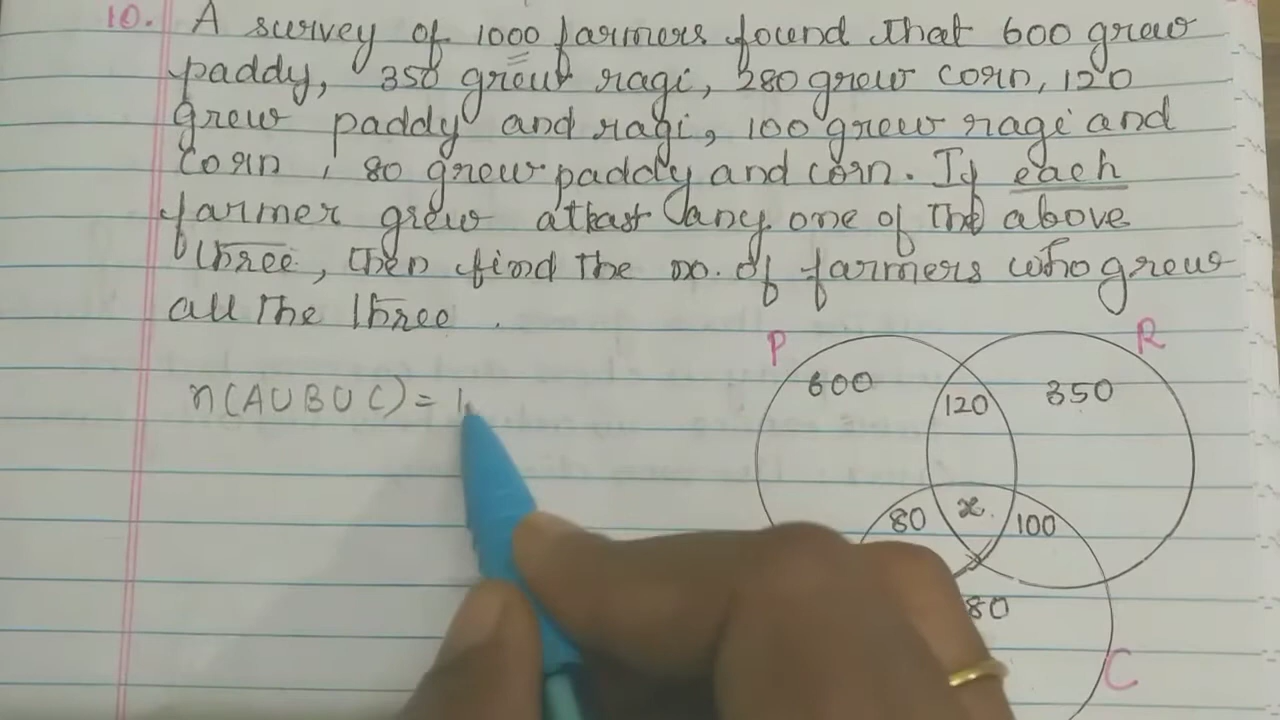 10. A survey of 1000 farmers found that 600 grew
paddy, 350 grew ragi, 280 grew corn, 120
grew paddy and ragi, 100 grew ragi and
corn, 80 grew paddy and corn. If each
farmer grew atleast any one of the above
three, then find the no. of farmers who grew
all the three.
P
R
600
120
350
n(AUBUC) = 1
80
x.
100
80
C